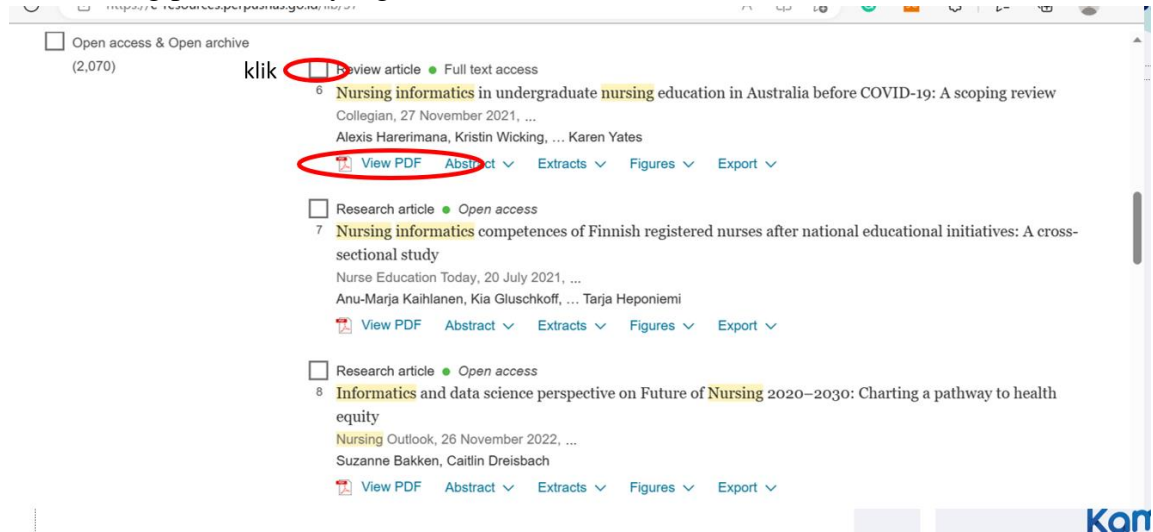 Open access & Open archive
(2,070)
klik
Review article ● Full text access
6 Nursing informatics in undergraduate nursing education in Australia before COVID-19: A scoping review
Collegian, 27 November 2021, ...
Alexis Harerimana, Kristin Wicking, … Karen Yates
View PDF Abstract Extracts Figures Export
Research article ● Open access
7 Nursing informatics competences of Finnish registered nurses after national educational initiatives: A cross-
sectional study
Nurse Education Today, 20 July 2021, ...
Anu-Marja Kaihlanen, Kia Gluschkoff, … Tarja Heponiemi
View PDF Abstract Extracts Figures Export
Research article ● Open access
8 Informatics and data science perspective on Future of Nursing 2020–2030: Charting a pathway to health
equity
Nursing Outlook, 26 November 2022, ...
Suzanne Bakken, Caitlin Dreisbach
View PDF Abstract Extracts Figures Export